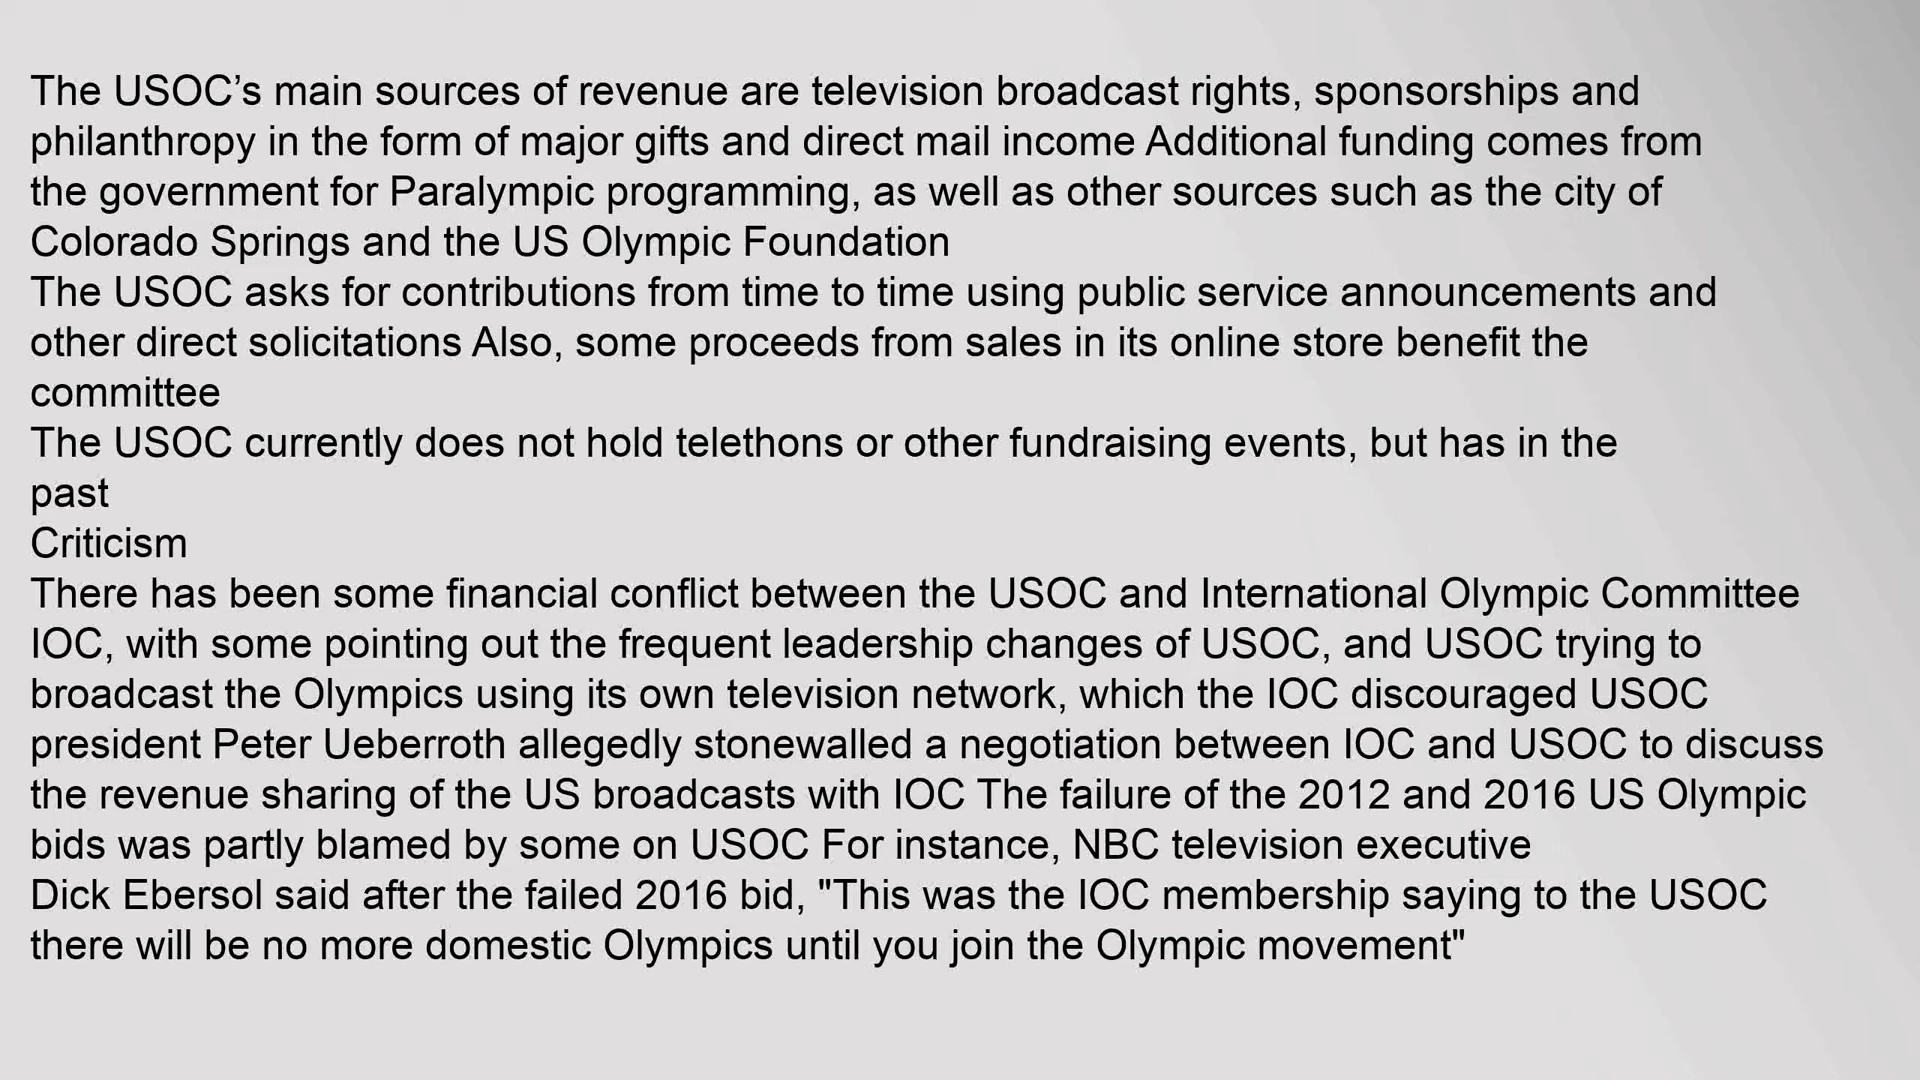 The USOC’s main sources of revenue are television broadcast rights, sponsorships and
philanthropy in the form of major gifts and direct mail income Additional funding comes from
the government for Paralympic programming, as well as other sources such as the city of
Colorado Springs and the US Olympic Foundation
The USOC asks for contributions from time to time using public service announcements and
other direct solicitations Also, some proceeds from sales in its online store benefit the
committee
The USOC currently does not hold telethons or other fundraising events, but has in the
past
Criticism
There has been some financial conflict between the USOC and International Olympic Committee
IOC, with some pointing out the frequent leadership changes of USOC, and USOC trying to
broadcast the Olympics using its own television network, which the IOC discouraged USOC
president Peter Ueberroth allegedly stonewalled a negotiation between IOC and USOC to discuss
the revenue sharing of the US broadcasts with IOC The failure of the 2012 and 2016 US Olympic
bids was partly blamed by some on USOC For instance, NBC television executive
Dick Ebersol said after the failed 2016 bid, "This was the IOC membership saying to the USOC
there will be no more domestic Olympics until you join the Olympic movement"